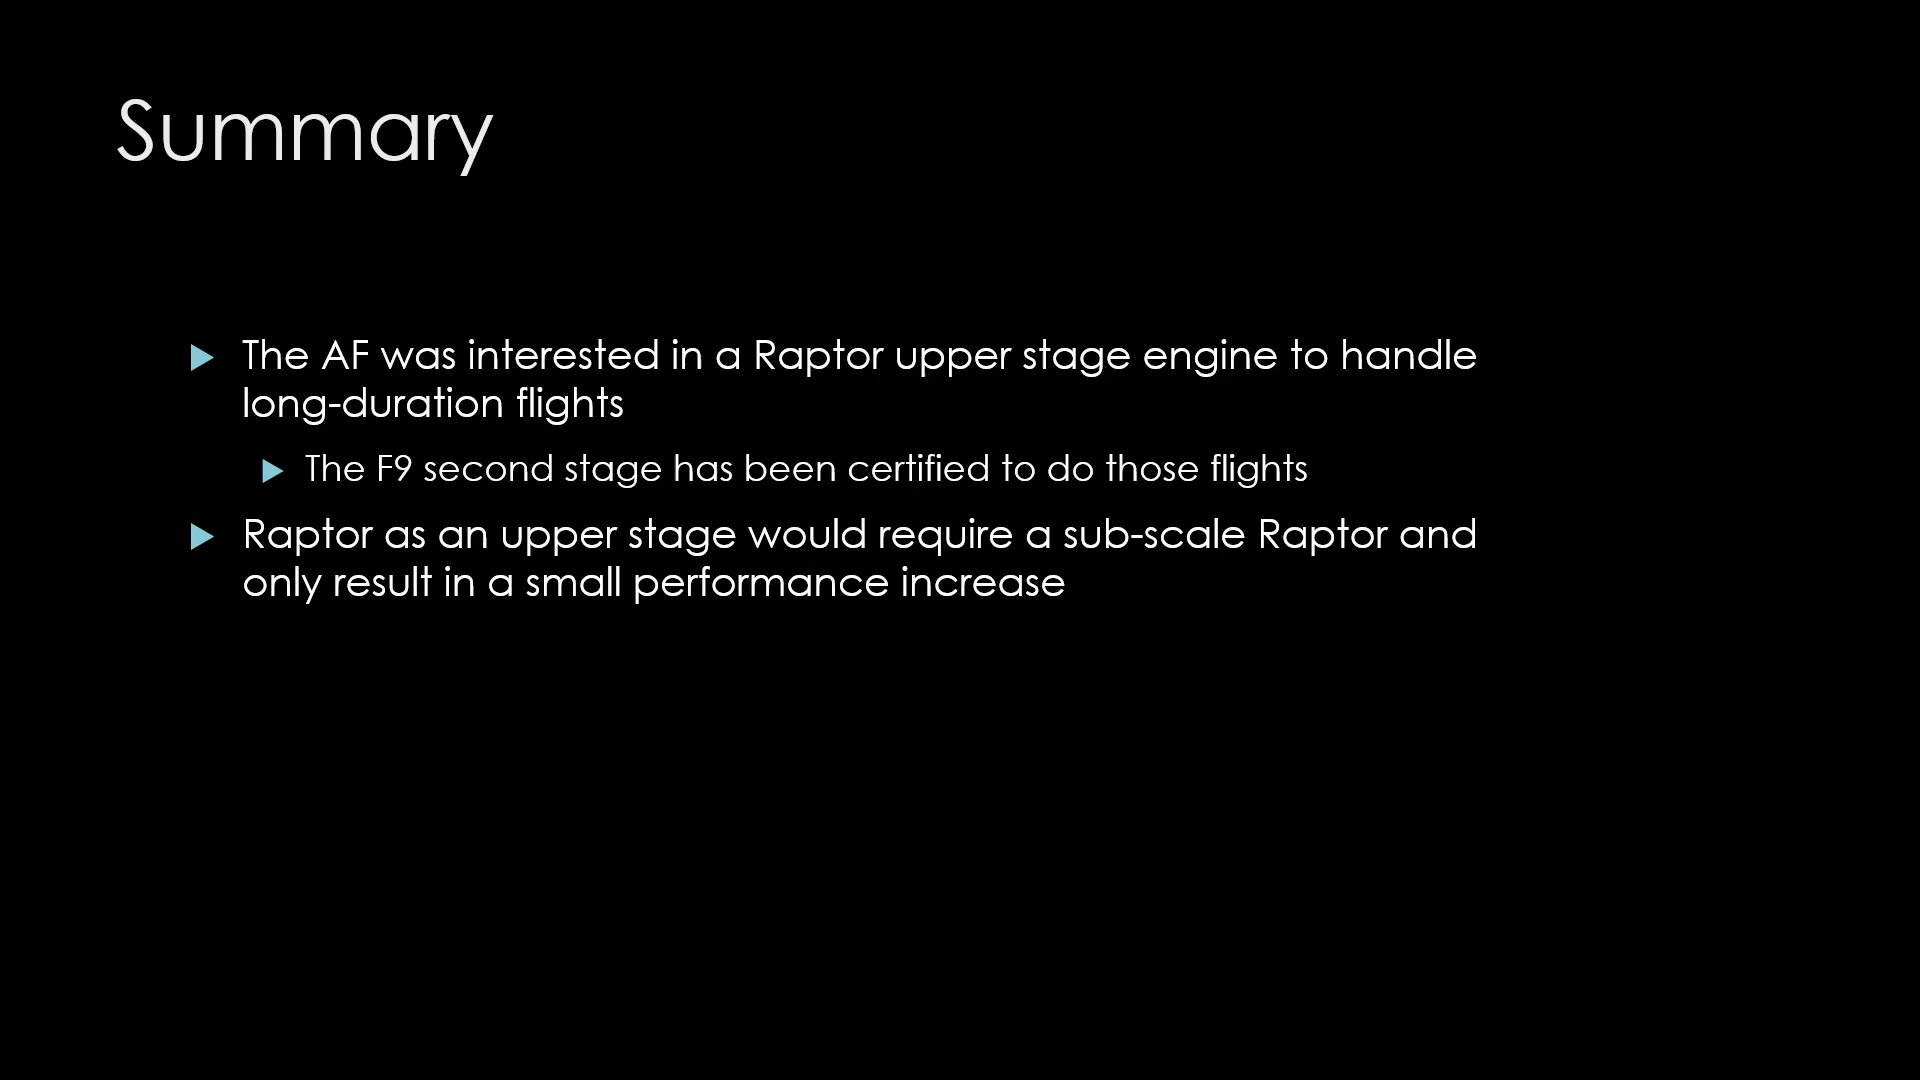 Summary
The AF was interested in a Raptor upper stage engine to handle
long-duration flights
The F9 second stage has been certified to do those flights
Raptor as an upper stage would require a sub-scale Raptor and
only result in a small performance increase